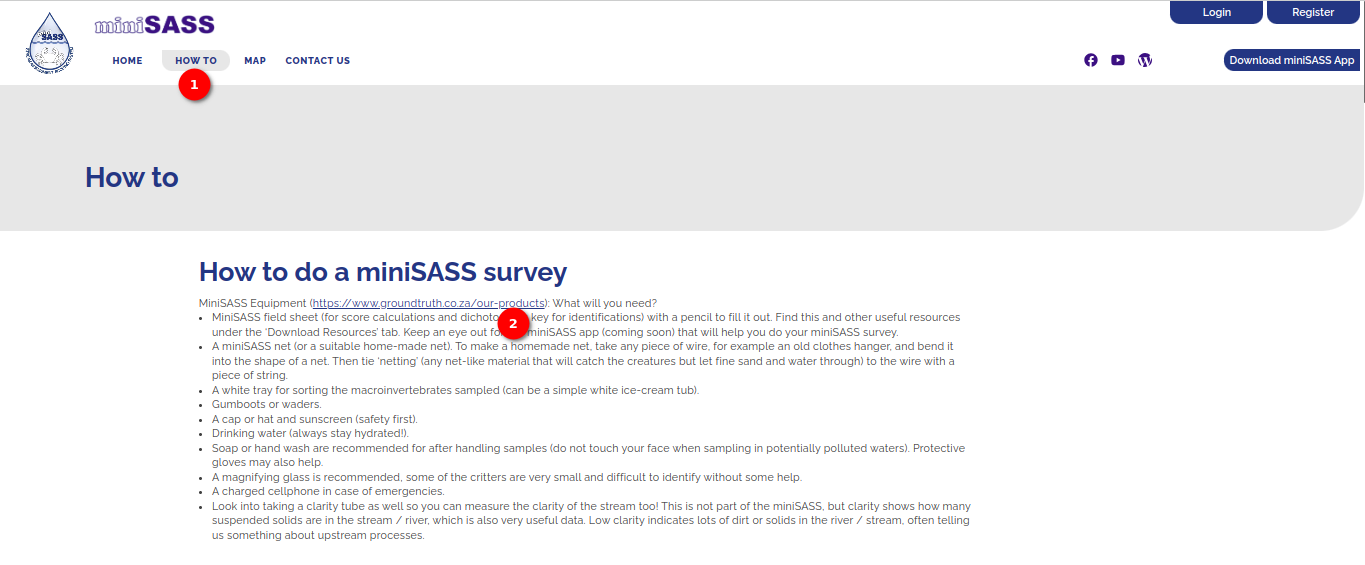 Login
Register
miniSASS
SASS
HOME
HOW TO
MAP
CONTACT US
Download miniSASS App
1
How to
How to do a miniSASS survey
MiniSASS Equipment (https://www.groundtruth.co.za/our-products): What will you need?
• MiniSASS field sheet (for score calculations and key for identifications) with a pencil to fill it out. Find this and other useful resources
2
under the 'Download Resources' tab. Keep an eye out miniSASS app (coming soon) that will help you do your miniSASS survey.
• A miniSASS net (or a suitable home-made net). To make a homemade net, take any piece of wire, for example an old clothes hanger, and bend it
into the shape of a net. Then tie 'netting' (any net-like material that will catch the creatures but let fine sand and water through) to the wire with a
piece of string.
• A white tray for sorting the macroinvertebrates sampled (can be a simple white ice-cream tub).
• Gumboots or waders.
• A cap or hat and sunscreen (safety first).
• Drinking water (always stay hydrated!).
• Soap or hand wash are recommended for after handling samples (do not touch your face when sampling in potentially polluted waters). Protective
gloves may also help.
• A magnifying glass is recommended, some of the critters are very small and difficult to identify without some help.
• A charged cellphone in case of emergencies.
• Look into taking a clarity tube as well so you can measure the clarity of the stream too! This is not part of the miniSASS, but clarity shows how many
suspended solids are in the stream / river, which is also very useful data. Low clarity indicates lots of dirt or solids in the river / stream, often telling
us something about upstream processes.